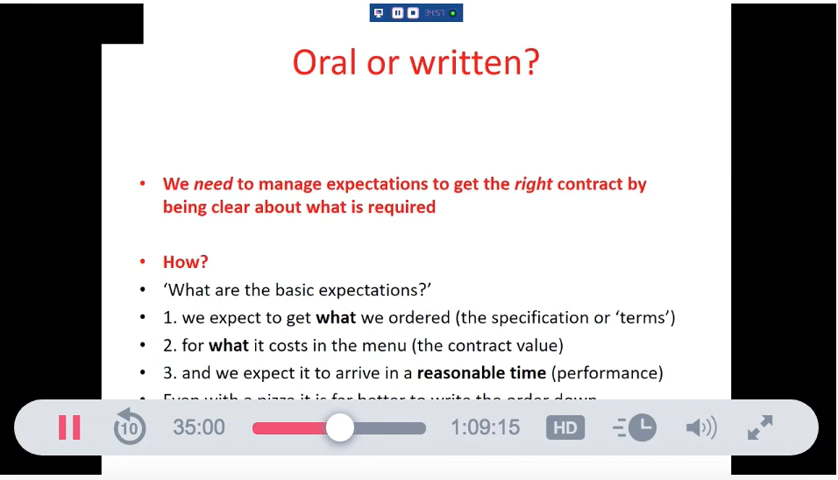 34:57
Oral or written?
• We need to manage expectations to get the right contract by
being clear about what is required
• How?
• ‘What are the basic expectations?’
• 1. we expect to get what we ordered (the specification or ‘terms’)
• 2. for what it costs in the menu (the contract value)
• 3. and we expect it to arrive in a reasonable time (performance)
• Even with a pizza it is far better to write the order down
10 35:00 1:09:15 HD